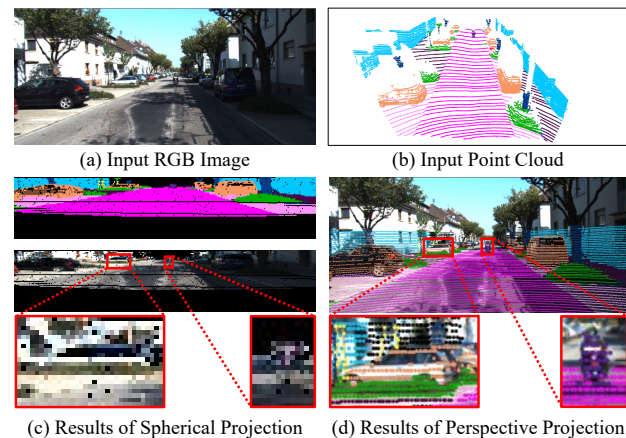 (a) Input RGB Image
(b) Input Point Cloud
(c) Results of Spherical Projection
(d) Results of Perspective Projection